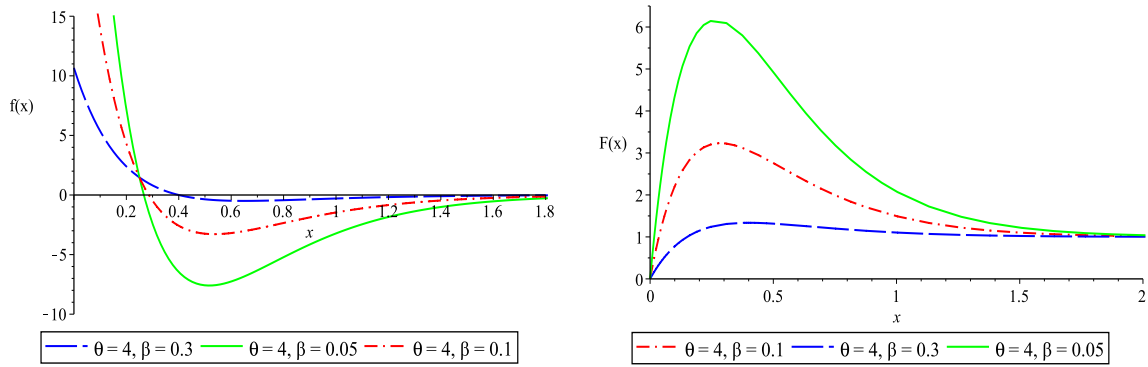 15
10
f(x)
5
0
0.2 0.4 0.6 0.8 1.0 1.2 1.4 1.6 1.8
x
-5
-10
θ = 4, β = 0.3 θ = 4, β = 0.05 θ = 4, β = 0.1
6
5
4
F(x)
3
2
1
0
0 0.5 1 1.5 2
x
θ = 4, β = 0.1 θ = 4, β = 0.3 θ = 4, β = 0.05